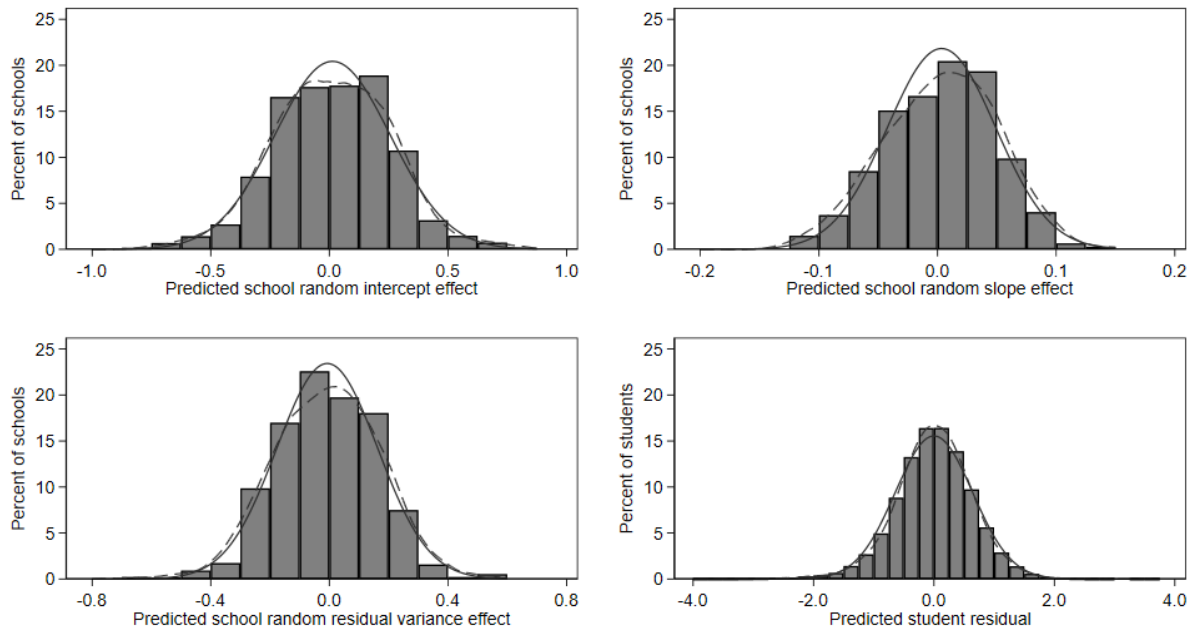 25
20
15
10
5
0
Percent of schools
-1.0 -0.5 0.0 0.5 1.0
Predicted school random intercept effect
25
20
15
10
5
0
Percent of schools
-0.2 -0.1 0.0 0.1 0.2
Predicted school random slope effect
25
20
15
10
5
0
Percent of schools
-0.8 -0.4 0.0 0.4 0.8
Predicted school random residual variance effect
25
20
15
10
5
0
Percent of students
-4.0 -2.0 0.0 2.0 4.0
Predicted student residual